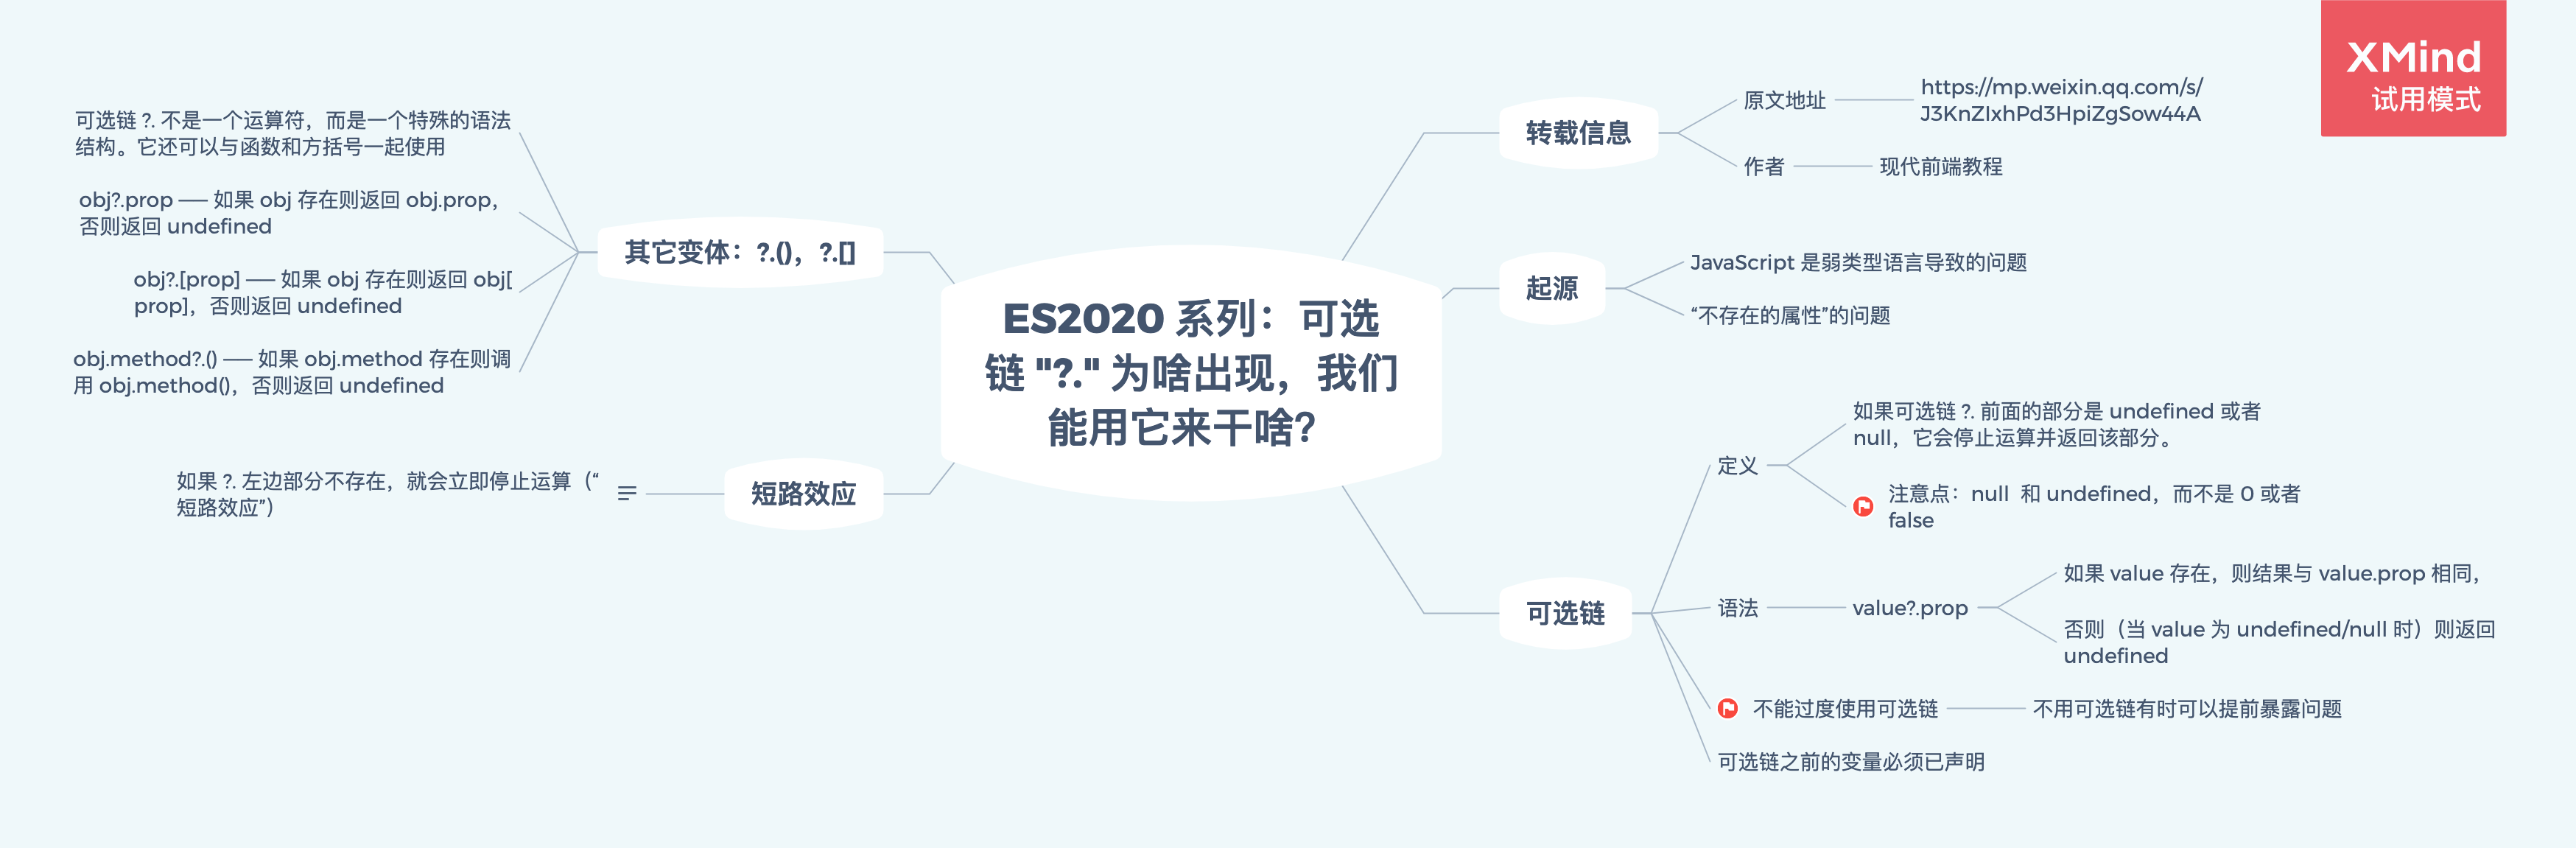 XMind
试用模式
ES2020 系列：可选
链 "?." 为啥出现，我们
能用它来干啥？
转载信息
原文地址
https://mp.weixin.qq.com/s/
J3KnZIxhPd3HpiZgSow44A
作者
现代前端教程
起源
JavaScript 是弱类型语言导致的问题
“不存在的属性”的问题
可选链
定义
如果可选链 ?. 前面的部分是 undefined 或者
null，它会停止运算并返回该部分。
注意点：null 和 undefined，而不是 0 或者
false
语法
value?.prop
如果 value 存在，则结果与 value.prop 相同，
否则（当 value 为 undefined/null 时）则返回
undefined
不能过度使用可选链
不用可选链有时可以提前暴露问题
可选链之前的变量必须已声明
其它变体：?.()，?.[]
可选链 ?. 不是一个运算符，而是一个特殊的语法
结构。它还可以与函数和方括号一起使用
obj?.prop —— 如果 obj 存在则返回 obj.prop，
否则返回 undefined
obj?.[prop] —— 如果 obj 存在则返回 obj[
prop]，否则返回 undefined
obj.method?.() —— 如果 obj.method 存在则调
用 obj.method()，否则返回 undefined
短路效应
如果 ?. 左边部分不存在，就会立即停止运算（“
短路效应”）